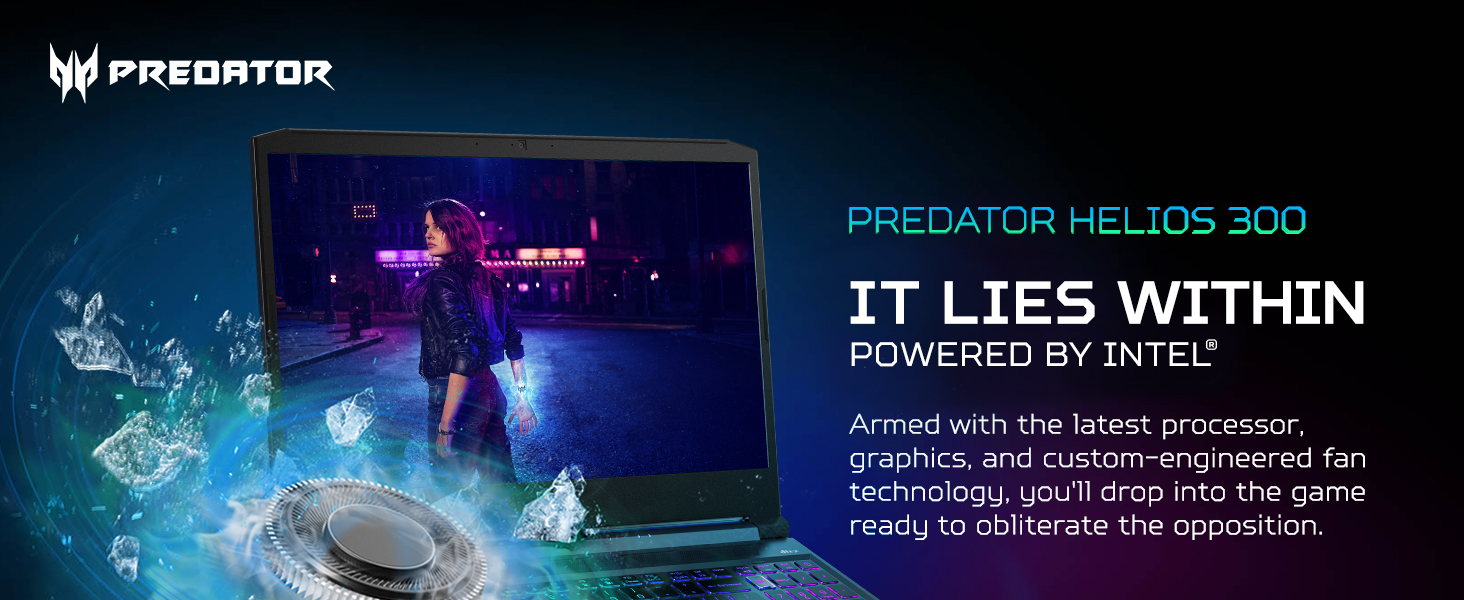 PREDATOR
PREDATOR HELIOS 300
IT LIES WITHIN
POWERED BY INTEL®
Armed with the latest processor,
graphics, and custom-engineered fan
technology, you'll drop into the game
ready to obliterate the opposition.